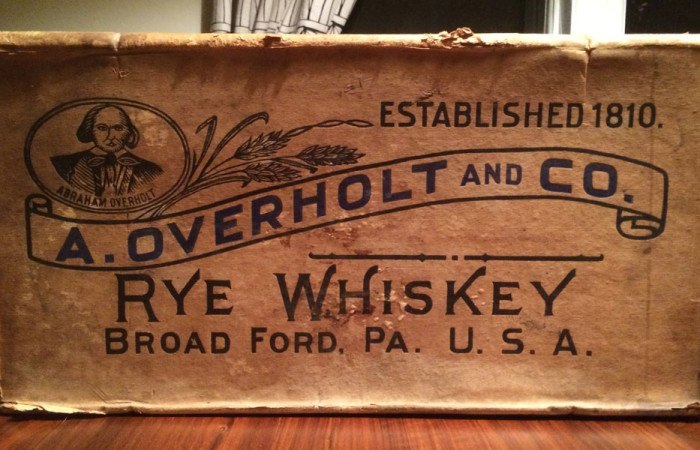 ESTABLISHED 1810.
ABRAHAM OVERHOLT
A. OVERHOLT AND CO.
RYE WHISKEY
BROAD FORD, PA. U. S. A.